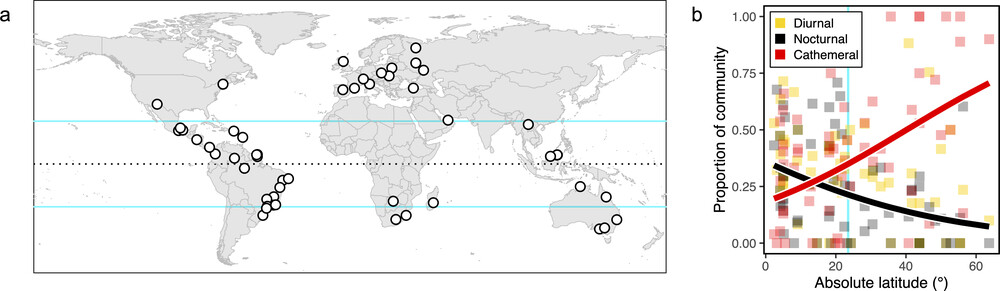 a
b
Proportion of community
1.00
0.75
0.50
0.25
0.00
Diurnal
Nocturnal
Cathemeral
0 20 40 60
Absolute latitude (°)